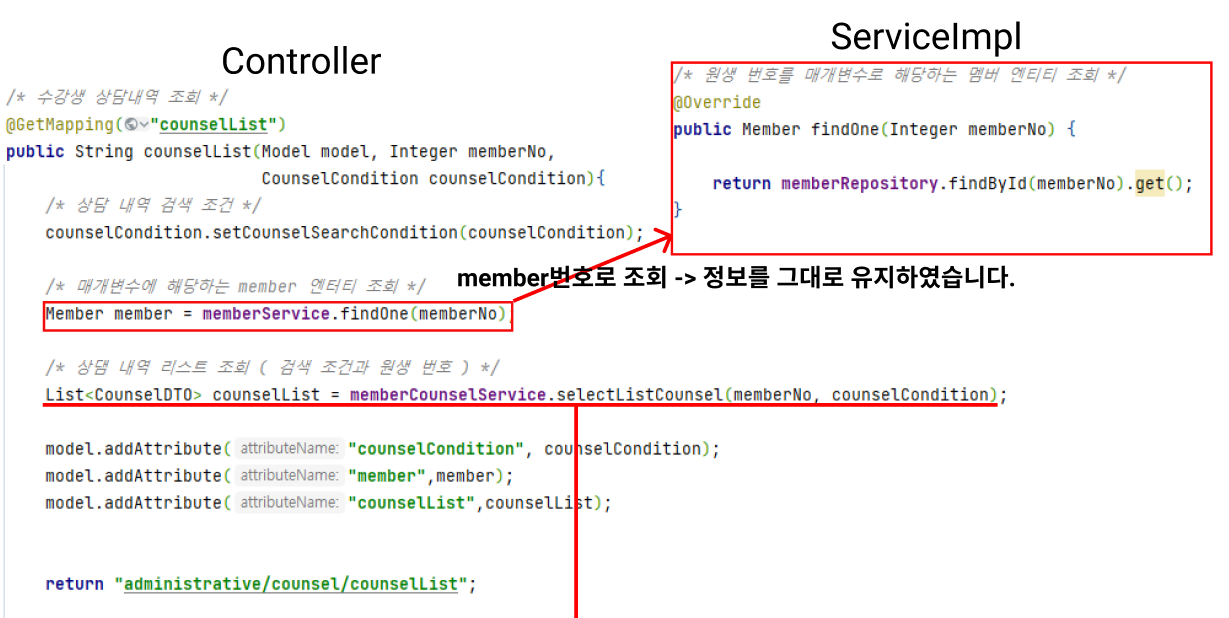 Controller
/* 수강생 상담내역 조회 */
@GetMapping("counselList")
public String counselList(Model model, Integer memberNo,
CounselCondition counselCondition){
/* 상담 내역 검색 조건 */
counselCondition.setCounselSearchCondition(counselCondition);
/* 매개변수에 해당하는 member 엔터티 조회 */
Member member = memberService.findOne(memberNo)
/* 상댐 내역 리스트 조회 ( 검색 조건과 원생 번호 ) */
List<CounselDTO> counselList = memberCounselService.selectListCounsel(memberNo, counselCondition);
model.addAttribute( attributeName: "counselCondition", counselCondition);
model.addAttribute( attributeName: "member",member);
model.addAttribute( attributeName: "counselList",counselList);
return "administrative/counsel/counselList";
ServiceImpl
/* 원생 번호를 매개변수로 해당하는 멤버 엔티티 조회 */
@Override
public Member findOne(Integer memberNo) {
return memberRepository.findById(memberNo).get();
}
member번호로 조회 -> 정보를 그대로 유지하였습니다.